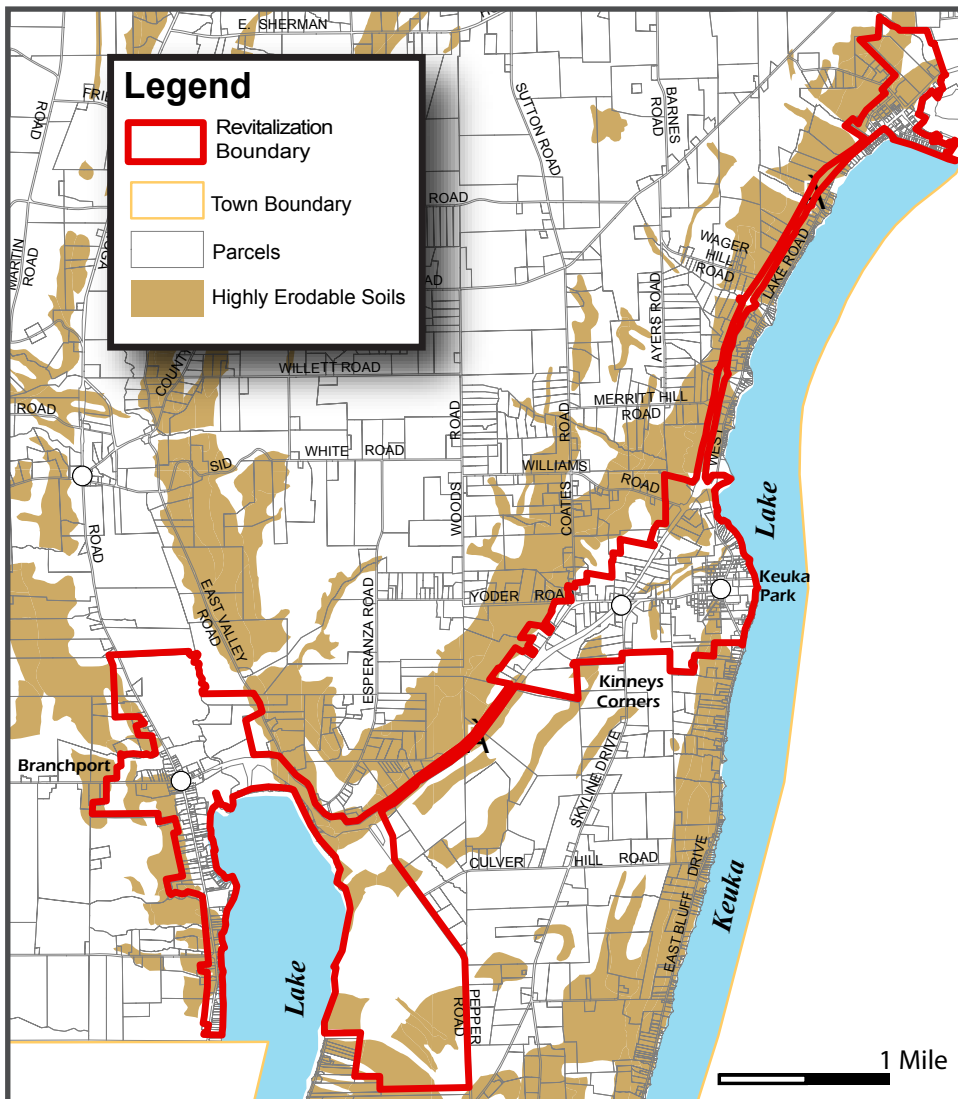 E. SHERMAN
Legend
Revitalization
Boundary
Town Boundary
Parcels
Highly Erodable Soils
ROAD
MARTIN
ROAD
COUNTY
SUTTON ROAD
BARNES
ROAD
ROAD
WAGER
HILL
ROAD
LAKE ROAD
WEST
AYERS ROAD
WILLETT ROAD
MERRITT HILL
ROAD
ROAD
SID
WHITE
ROAD
WOODS
ROAD
WILLIAMS
ROAD
COATES
ROAD
Lake
Keuka
Park
YODER
ROAD
EAST VALLEY
ROAD
ESPERANZA ROAD
Kinneys
Corners
Branchport
SKYLINE DRIVE
CULVER
HILL
ROAD
EAST BLUFF
DRIVE
Keuka
Lake
PEPPER
ROAD
ROAD
1 Mile